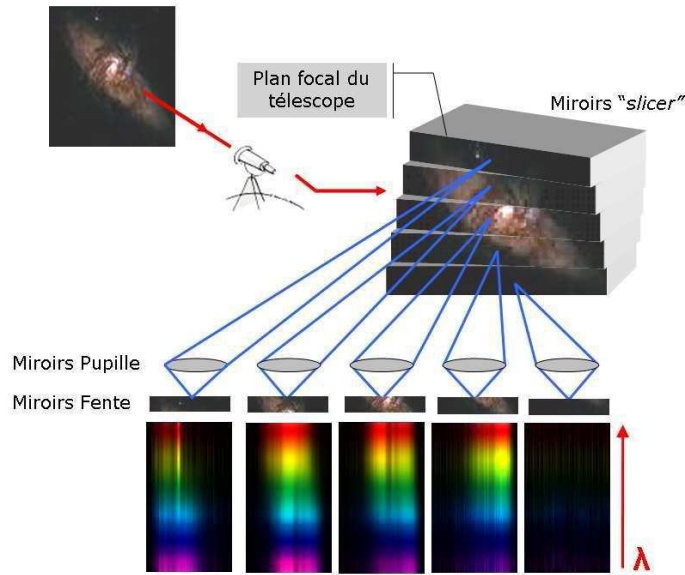 Plan focal du
télescope
Miroirs “slicer”
Miroirs Pupille
Miroirs Fente
λ